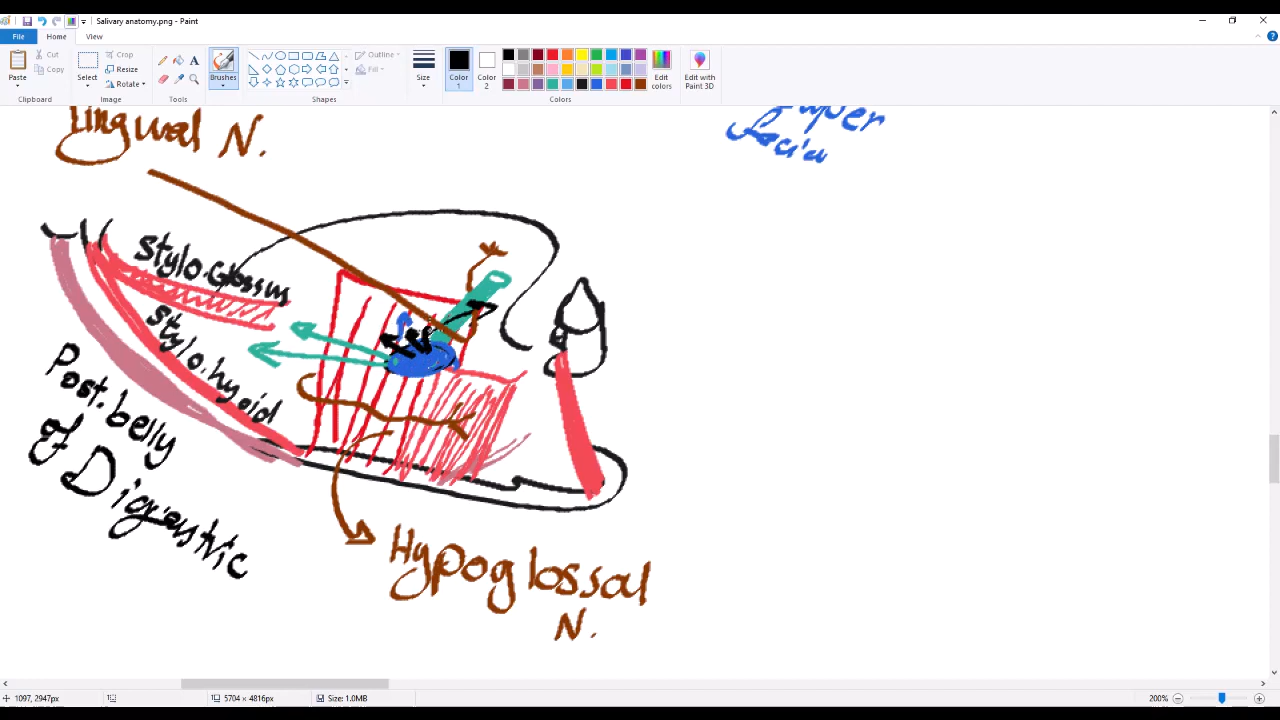 Salivary anatomy.png - Paint
File
Home
View
Paste
Cut
Copy
Clipboard
Select
Crop
Resize
Rotate
Image
Tools
Brushes
Shapes
Outline
Fill
Size
Color 1
Color 2
Edit colors
Edit with Paint 3D
Colors
Lingual N.
Stylo.Glossus
Stylo.hyoid
Post. belly
of Digastric
Hypoglossal
N.
1097, 2947px
5704 × 4816px
Size: 1.0MB
200%